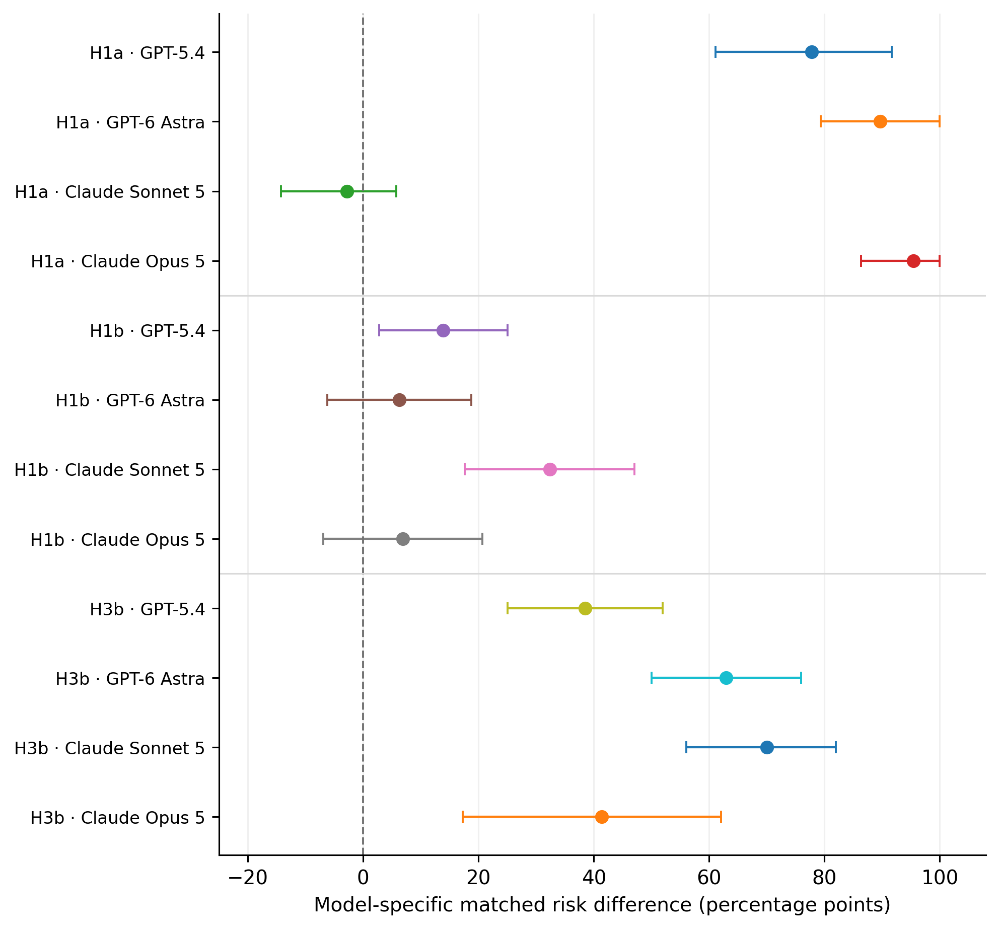 H1a · GPT-5.4
H1a · GPT-6 Astra
H1a · Claude Sonnet 5
H1a · Claude Opus 5
H1b · GPT-5.4
H1b · GPT-6 Astra
H1b · Claude Sonnet 5
H1b · Claude Opus 5
H3b · GPT-5.4
H3b · GPT-6 Astra
H3b · Claude Sonnet 5
H3b · Claude Opus 5
−20 0 20 40 60 80 100
Model-specific matched risk difference (percentage points)